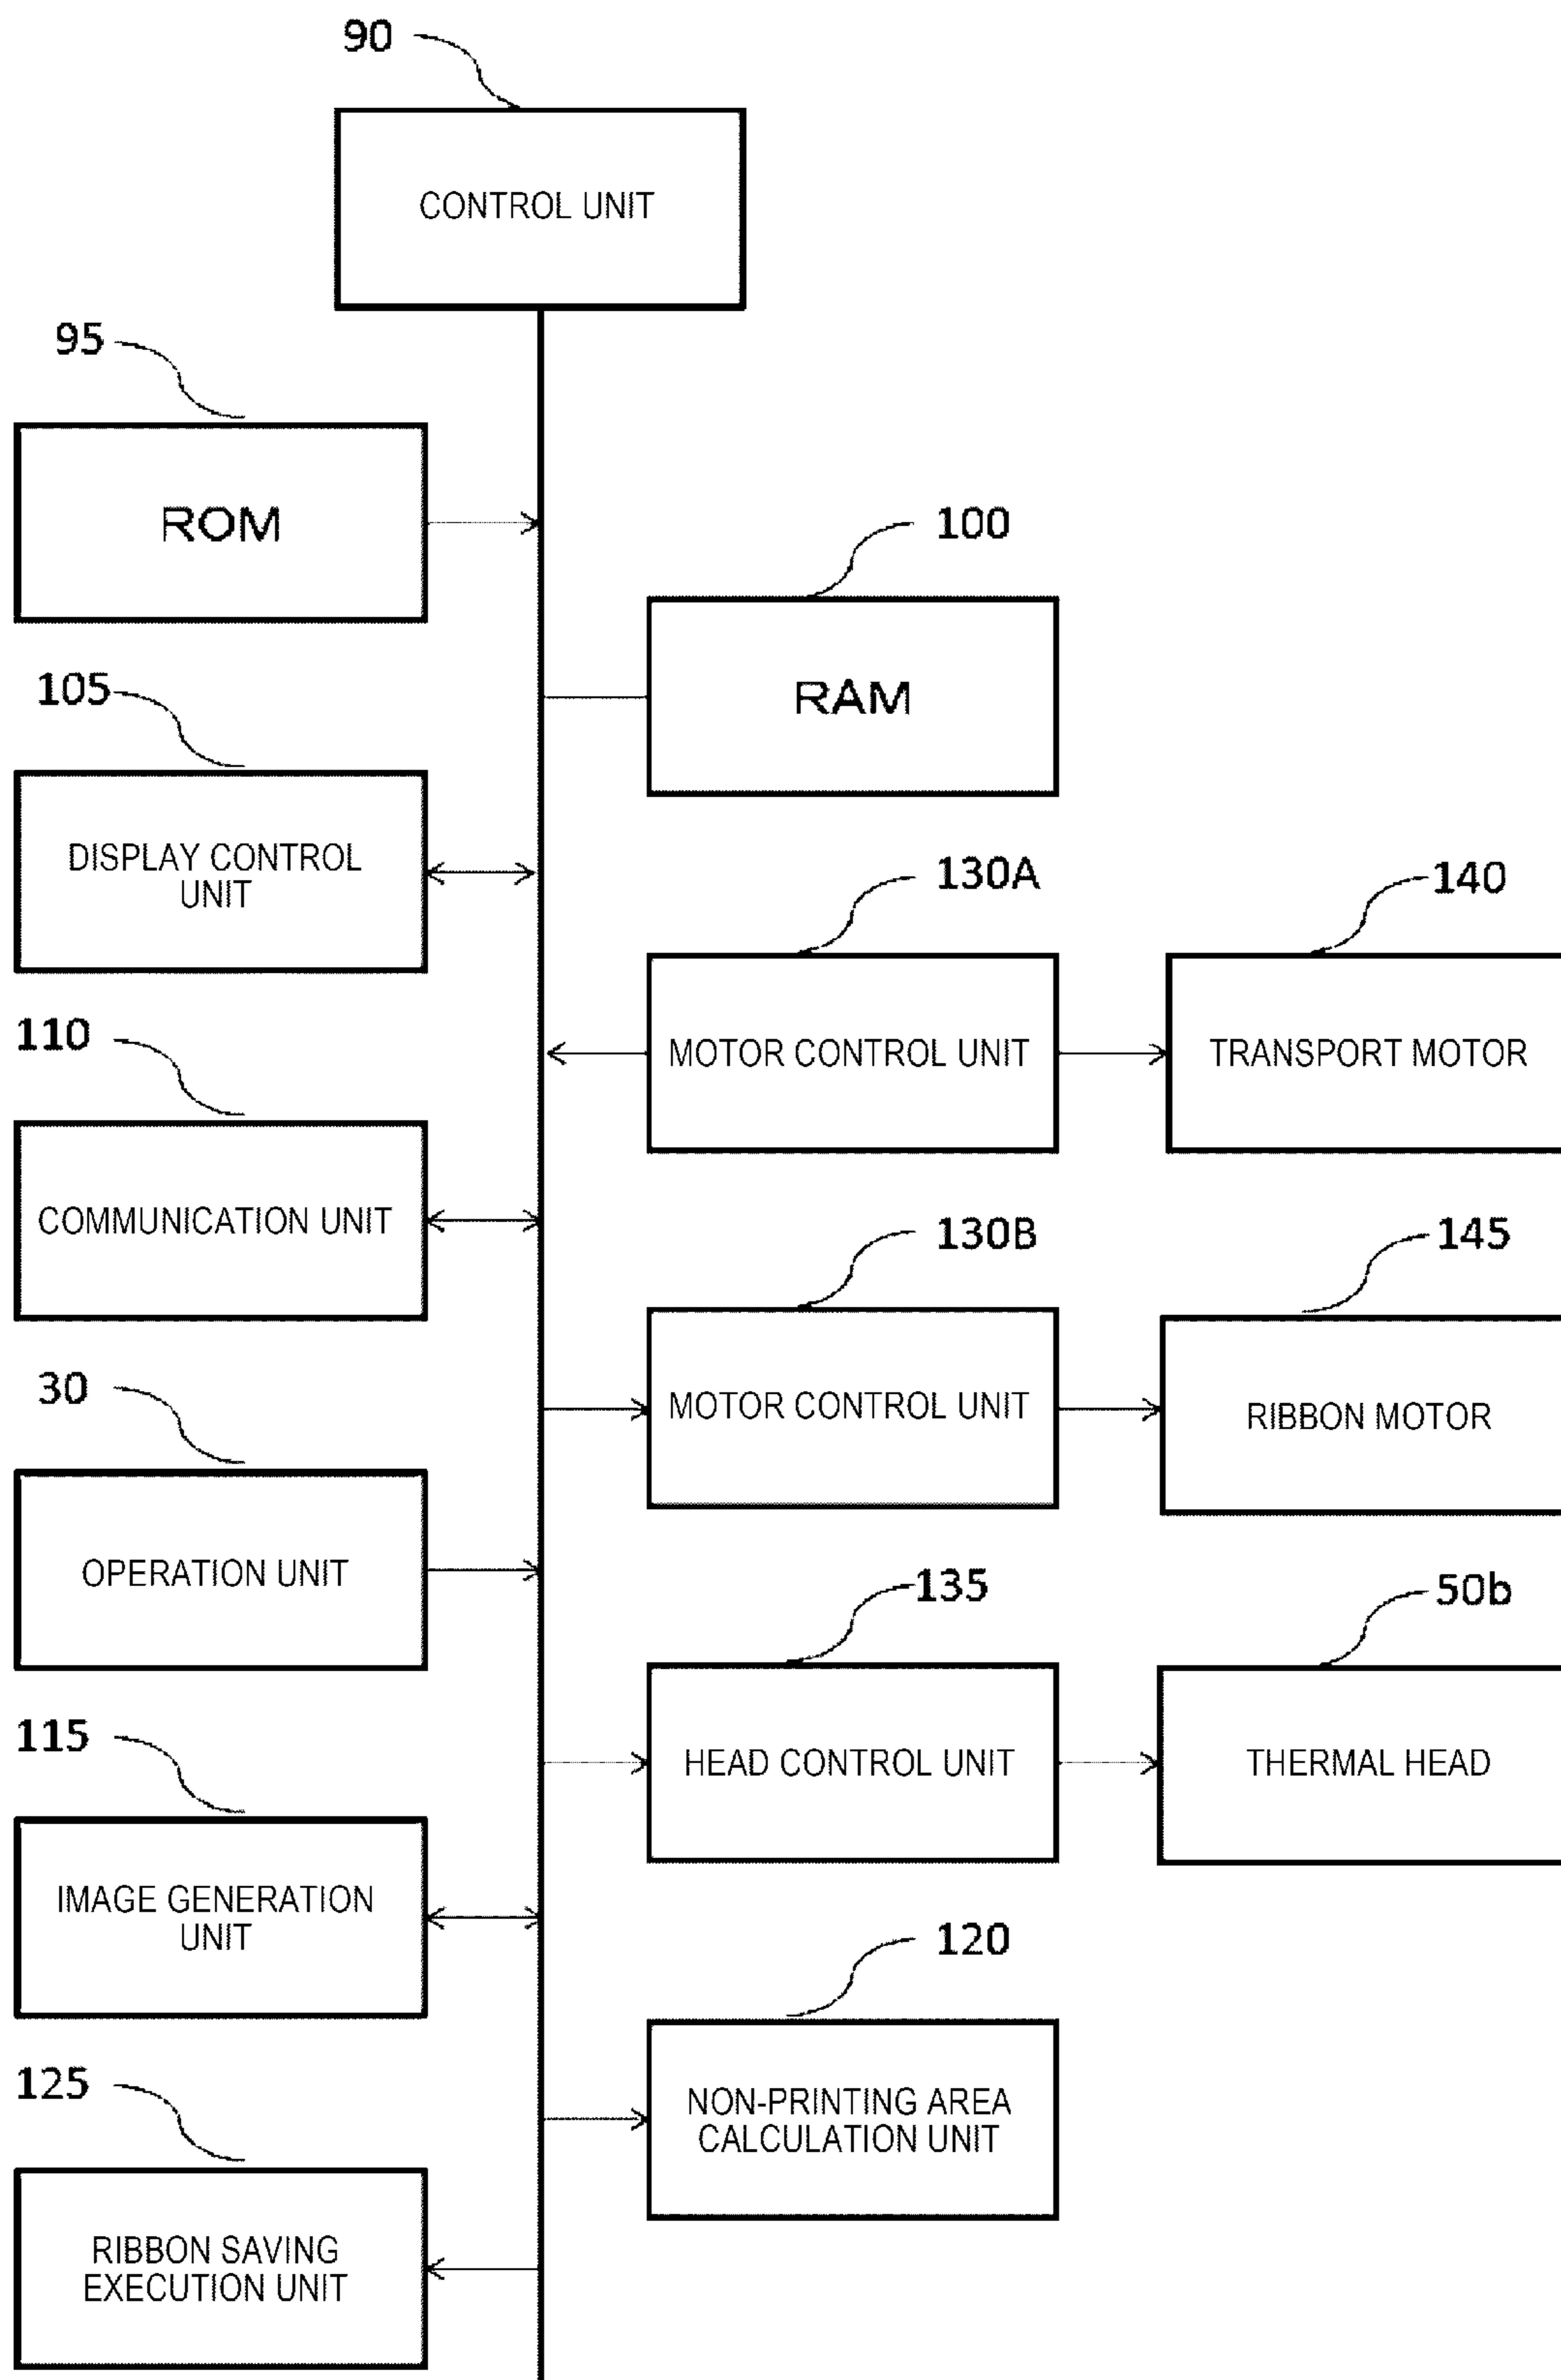 90
CONTROL UNIT
95
ROM
100
RAM
105
DISPLAY CONTROL
UNIT
130A
MOTOR CONTROL UNIT
140
TRANSPORT MOTOR
110
COMMUNICATION UNIT
130B
MOTOR CONTROL UNIT
145
RIBBON MOTOR
30
OPERATION UNIT
135
HEAD CONTROL UNIT
50b
THERMAL HEAD
115
IMAGE GENERATION
UNIT
120
NON-PRINTING AREA
CALCULATION UNIT
125
RIBBON SAVING
EXECUTION UNIT